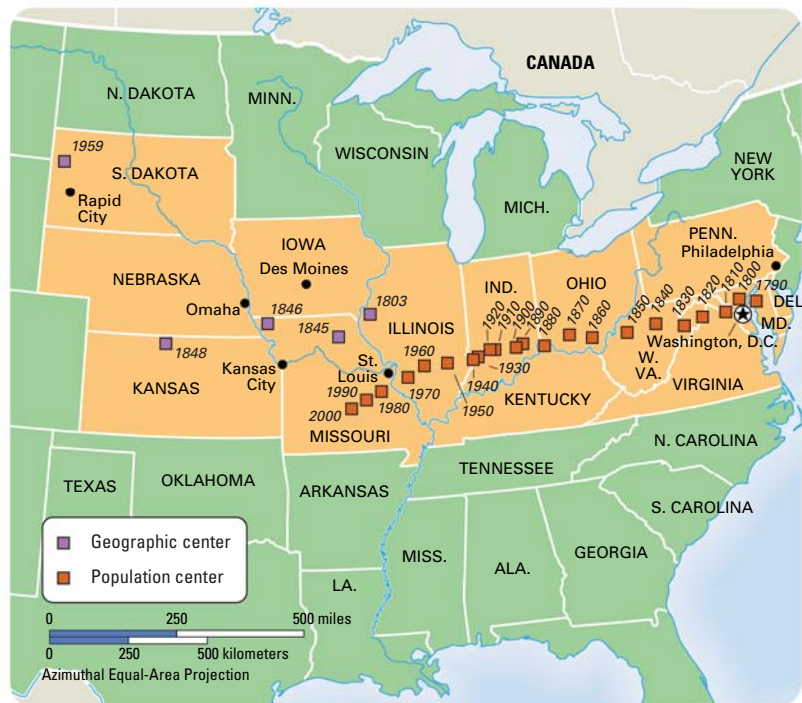 CANADA
N. DAKOTA
MINN.
1959
S. DAKOTA
Rapid
City
WISCONSIN
MICH.
NEW
YORK
PENN.
Philadelphia
IOWA
Des Moines
NEBRASKA
Omaha
1846
1803
1845
1848
ILLINOIS
IND.
OHIO
KANSAS
Kansas
City
St.
Louis
MISSOURI
2000
1990
1980
1970
1960
1950
1940
1930
1920
1910
1900
1890
1880
1870
1860
1850
1840
1830
1820
1810
1800
1790
DEL
MD.
Washington, D.C.
W.
VA.
VIRGINIA
KENTUCKY
N. CAROLINA
TENNESSEE
S. CAROLINA
TEXAS
OKLAHOMA
ARKANSAS
MISS.
ALA.
GEORGIA
LA.
Geographic center
Population center
0 250 500 miles
0 250 500 kilometers
Azimuthal Equal-Area Projection